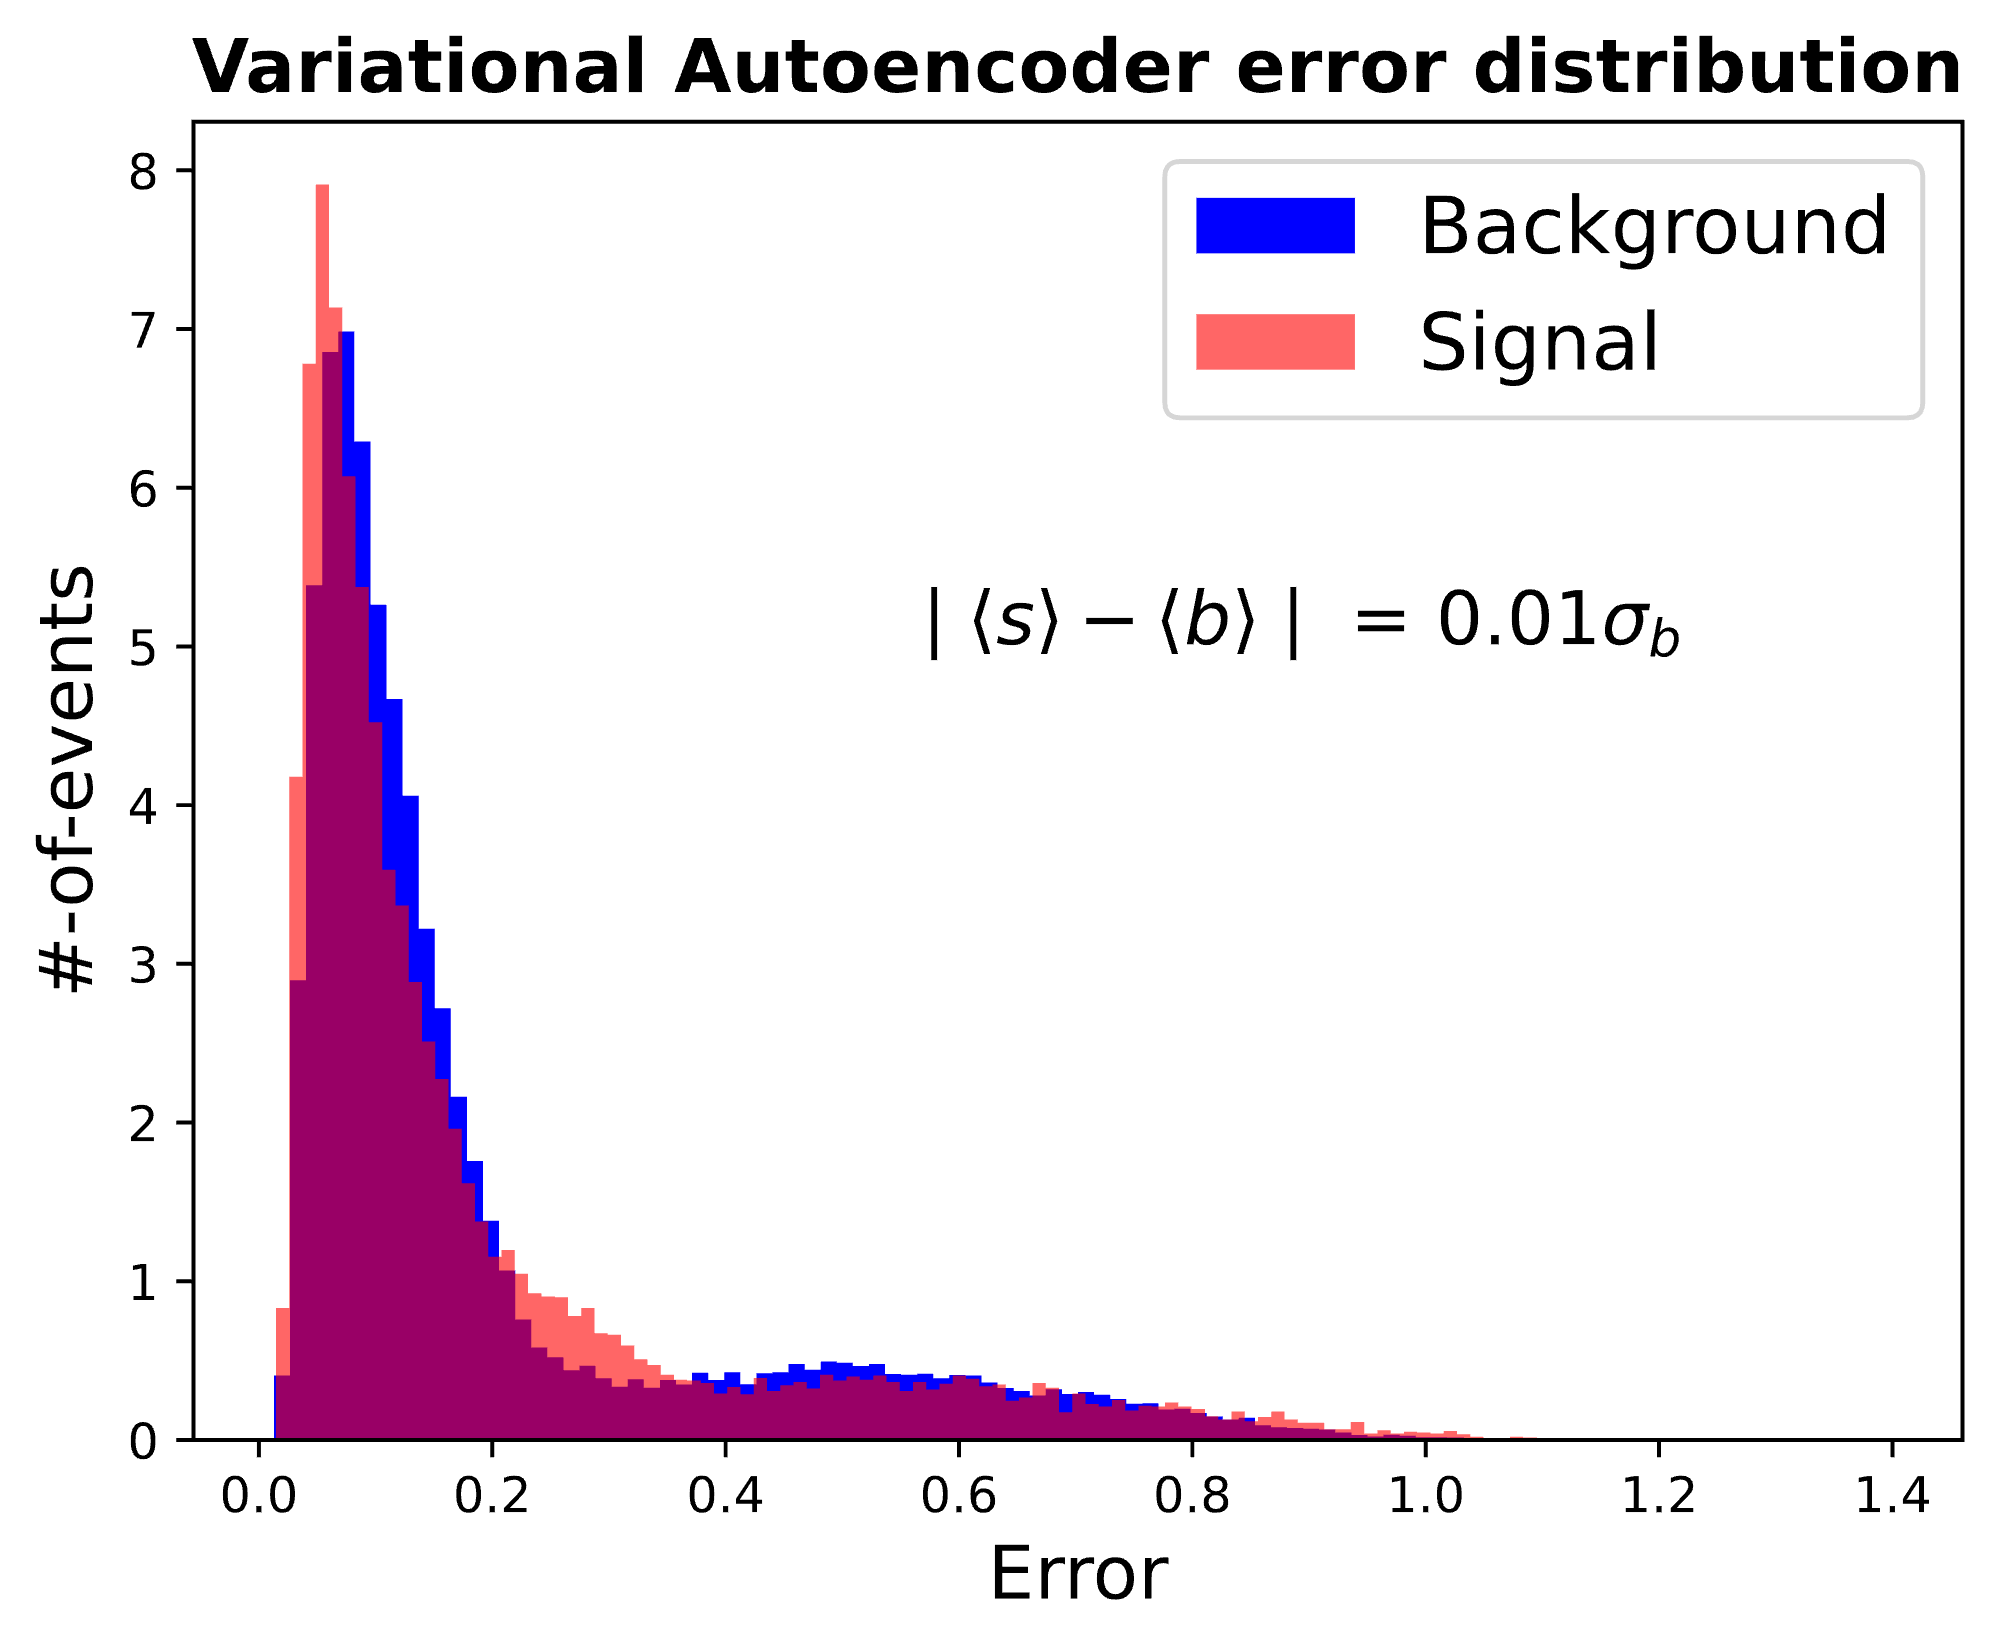 Variational Autoencoder error distribution
Background
Signal
| ⟨s⟩ − ⟨b⟩ | = 0.01σ_b
#-of-events
8
7
6
5
4
3
2
1
0
0.0 0.2 0.4 0.6 0.8 1.0 1.2 1.4
Error